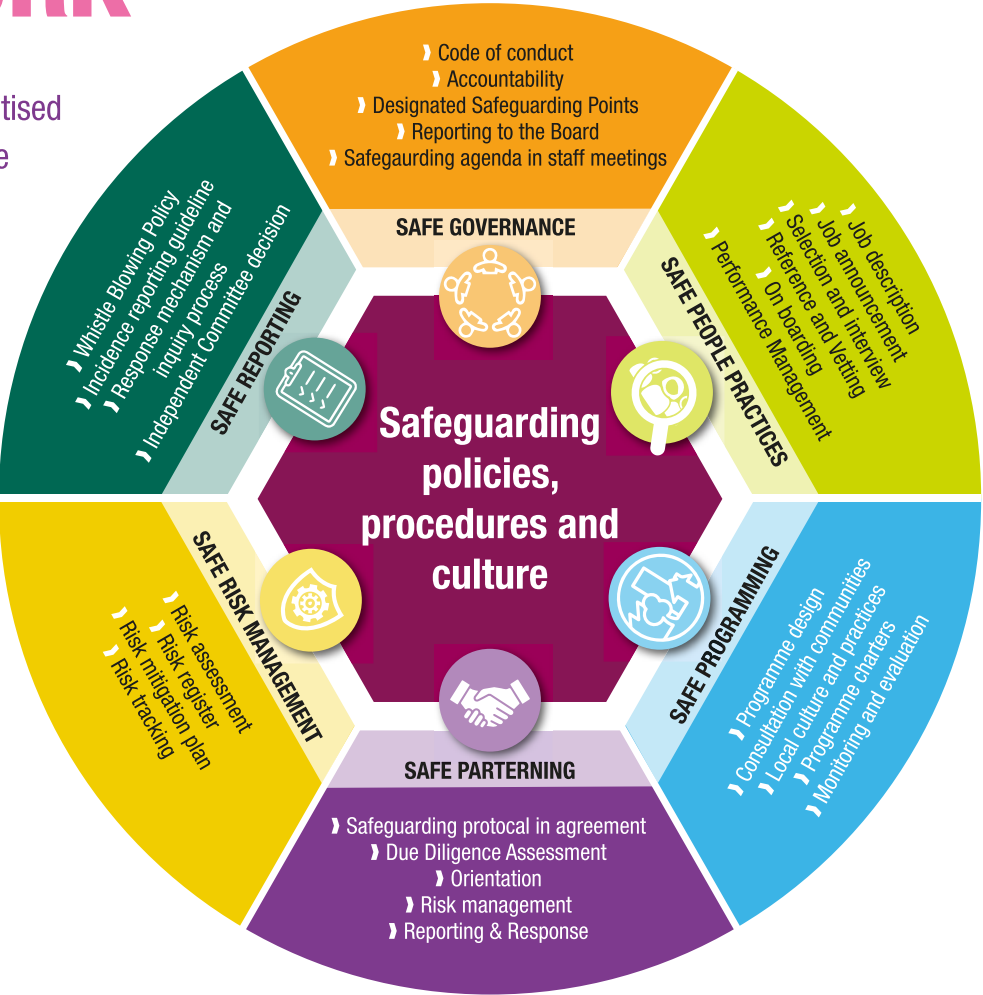 tised
e
Code of conduct
Accountability
Designated Safeguarding Points
Reporting to the Board
Safegaurding agenda in staff meetings
SAFE GOVERNANCE
Job description
Job announcement
Selection and interview
Reference and Vetting
On boarding
Performance Management
SAFE PEOPLE PRACTICES
SAFE PROGRAMMING
Programme design
Consultation with communities
Local culture and practices
Programme charters
Monitoring and evaluation
SAFE PARTERNING
Safeguarding protocal in agreement
Due Diligence Assessment
Orientation
Risk management
Reporting & Response
SAFE RISK MANAGEMENT
Risk assessment
Risk register
Risk mitigation plan
Risk tracking
Whistle Blowing Policy
Incidence reporting guideline
Response mechanism and
inquiry process
Independent Committee decision
SAFE REPORTING
Safeguarding
policies,
procedures and
culture